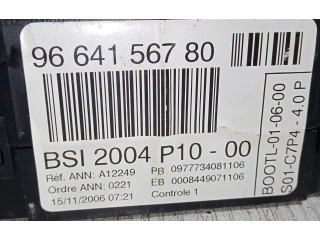 96 641 567 80
BSI 2004 P10 - 00
Réf. ANN: A12249 PB 0977734081106
Ordre ANN: 0221 EB 0008449071106
15/11/2006 07:21 Controle 1
BOOTL-01-06-00
S01-C7P4 - 4.0 P